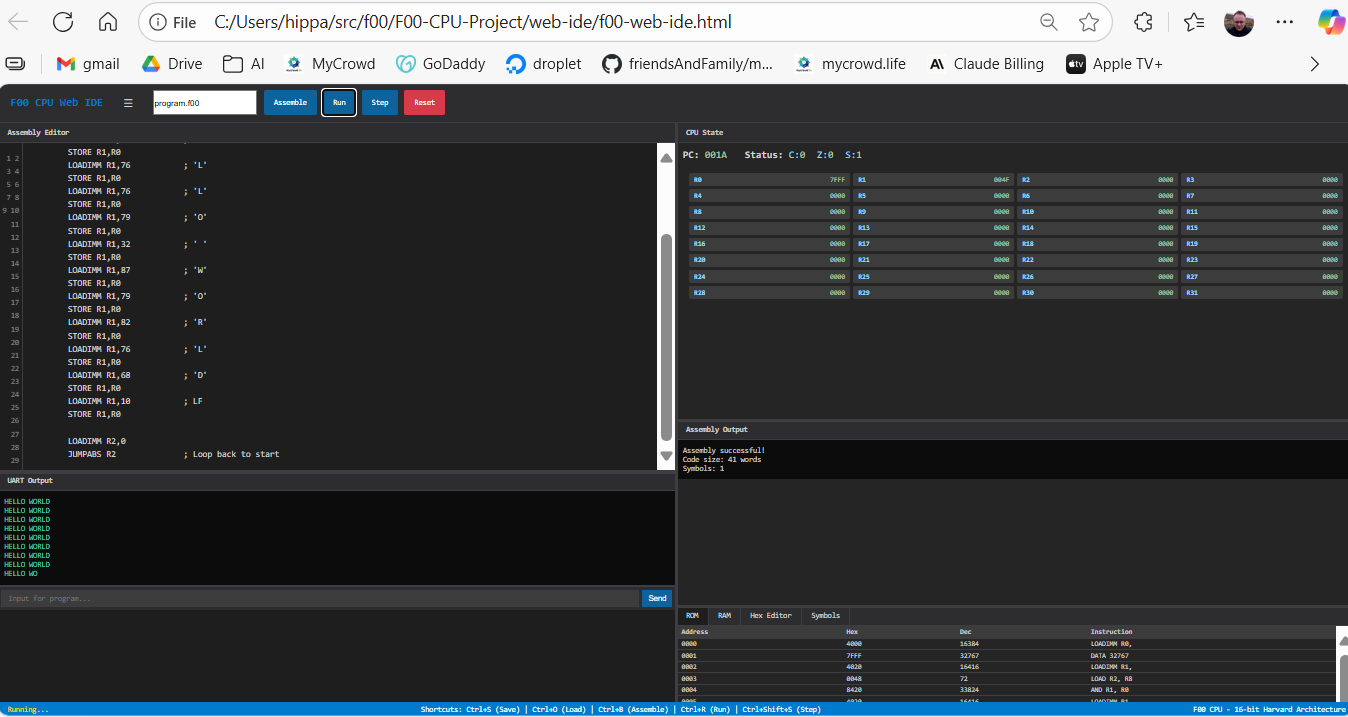 File C:/Users/hippa/src/f00/F00-CPU-Project/web-ide/f00-web-ide.html
gmail Drive AI MyCrowd GoDaddy droplet friendsAndFamily/m... mycrowd.life Claude Billing Apple TV+
F00 CPU Web IDE ☰ program.f00 Assemble Run Step Reset
Assembly Editor
1 2
3 4
5 6
7 8
9 10
11
12
13
14
15
16
17
18
19
20
21
22
23
24
25
26
27
28
29
STORE R1,R0
LOADIMM R1,76 ; 'L'
STORE R1,R0
LOADIMM R1,76 ; 'L'
STORE R1,R0
LOADIMM R1,79 ; 'O'
STORE R1,R0
LOADIMM R1,32 ; ' '
STORE R1,R0
LOADIMM R1,87 ; 'W'
STORE R1,R0
LOADIMM R1,79 ; 'O'
STORE R1,R0
LOADIMM R1,82 ; 'R'
STORE R1,R0
LOADIMM R1,76 ; 'L'
STORE R1,R0
LOADIMM R1,68 ; 'D'
STORE R1,R0
LOADIMM R1,10 ; LF
STORE R1,R0
LOADIMM R2,0
JUMPABS R2 ; Loop back to start
UART Output
HELLO WORLD
HELLO WORLD
HELLO WORLD
HELLO WORLD
HELLO WORLD
HELLO WORLD
HELLO WORLD
HELLO WORLD
HELLO WO
Input for program... Send
CPU State
PC: 001A Status: C:0 Z:0 S:1
R0 7FFF R1 004F R2 0000 R3 0000
R4 0000 R5 0000 R6 0000 R7 0000
R8 0000 R9 0000 R10 0000 R11 0000
R12 0000 R13 0000 R14 0000 R15 0000
R16 0000 R17 0000 R18 0000 R19 0000
R20 0000 R21 0000 R22 0000 R23 0000
R24 0000 R25 0000 R26 0000 R27 0000
R28 0000 R29 0000 R30 0000 R31 0000
Assembly Output
Assembly successful!
Code size: 41 words
Symbols: 1
ROM RAM Hex Editor Symbols
Address Hex Dec Instruction
0000 4000 16384 LOADIMM R0,
0001 7FFF 32767 DATA 32767
0002 4020 16416 LOADIMM R1,
0003 0048 72 LOAD R2, R8
0004 8420 33824 AND R1, R0
Running... Shortcuts: Ctrl+S (Save) | Ctrl+O (Load) | Ctrl+B (Assemble) | Ctrl+R (Run) | Ctrl+Shift+S (Step) F00 CPU - 16-bit Harvard Architecture